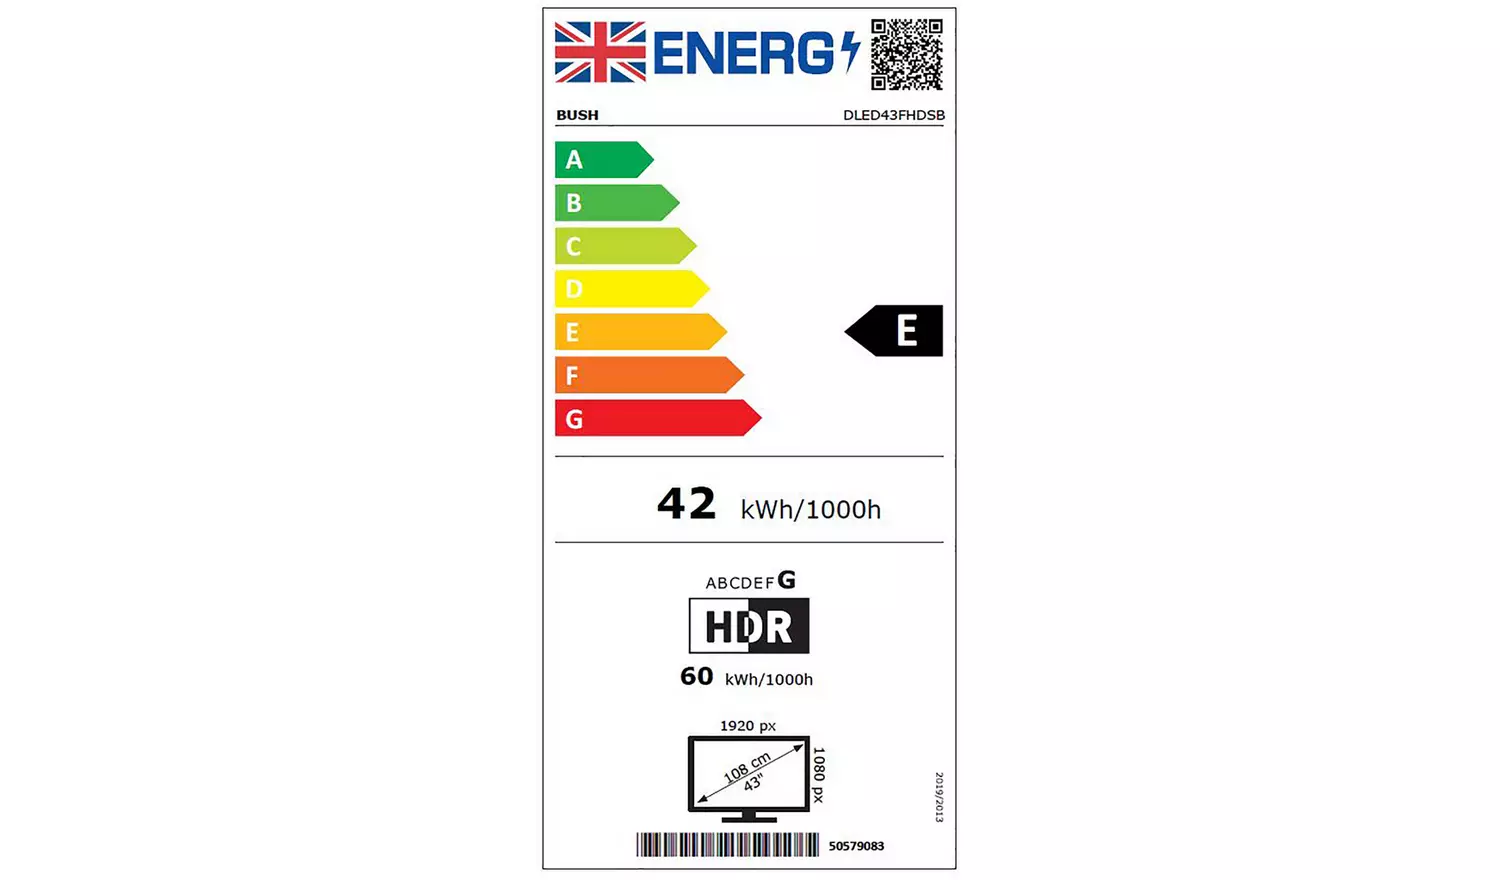 ENERG
BUSH DLED43FHDSB
A
B
C
D
E
E
F
G
42 kWh/1000h
ABCDEFG
HDR
60 kWh/1000h
1920 px
108 cm
43"
1080 px
2019/2013
50579083